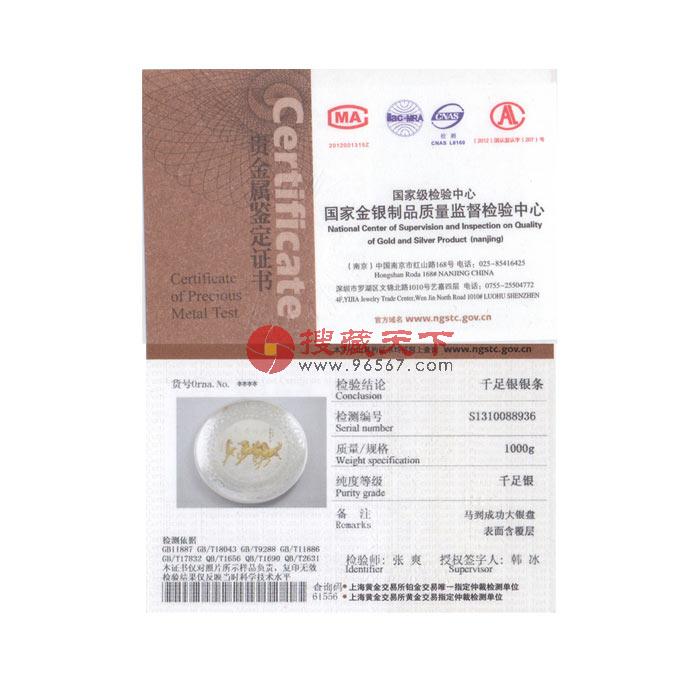 Certificate
贵金属鉴定证书
Certificate
of Precious
Metal Test
MA
ilac-MRA
CNAS
AL
检 测
2012001315Z
CNAS L8160
(2012)国认监认字(207)号
国家级检验中心
国家金银制品质量监督检验中心
National Center of Supervision and Inspection on Quality
of Gold and Silver Product (nanjing)
(南京)中国南京市红山路168号 电话:025-85416425
Hongshan Roda 168# NANJING CHINA
深圳市罗湖区文锦北路1010号艺嘉四层 电话:0755-25504772
4F,YIJIA Jewelry Trade Center,Wen Jin North Road 1010# LUOHU SHENZHEN
官方域名 www.ngstc.gov.cn
搜藏天下
www.96567.com
网上查询 www.ngstc.gov.cn
货号Orna. No. ****
检验结论 千足银银条
Conclusion
检测编号 S1310088936
Serial number
质量/规格 1000g
Weight specification
纯度等级 千足银
Purity grade
备 注 马到成功大银盘
Remarks 表面含覆层
检测依据
GB11887 GB/T18043 GB/T9288 GB/T11886
GB/T17832 QB/T1656 QB/T1690 QB/T2631
本证书仅对照片所示样品负责,复印无效
检验结果仅反映当时科学技术水平
检验师:张 爽 授权签字人:韩 冰
Identifier Supervisor
查询码
61556
• 上海黄金交易所铂金交易唯一指定仲裁检测单位
• 上海黄金交易所黄金交易指定仲裁检测单位